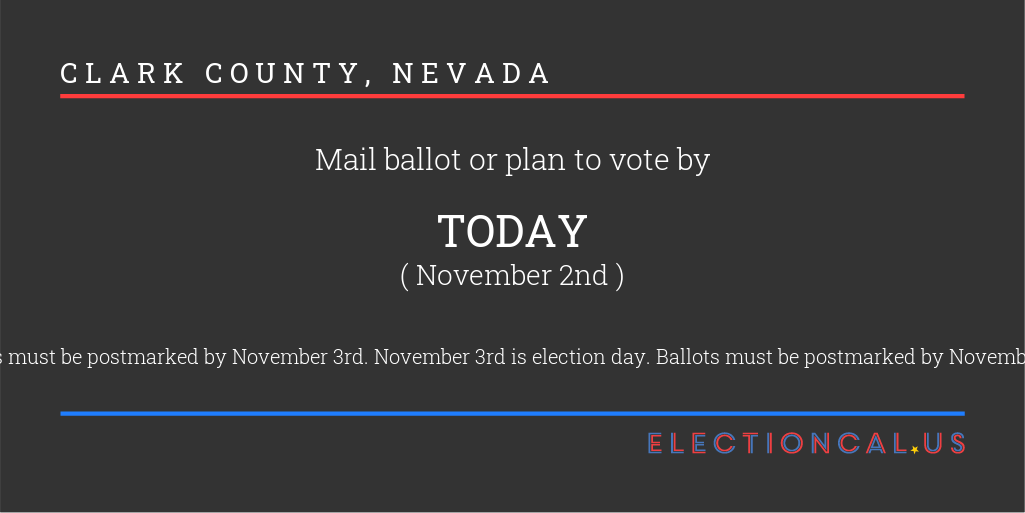 CLARK COUNTY, NEVADA
Mail ballot or plan to vote by
TODAY
( November 2nd )
must be postmarked by November 3rd. November 3rd is election day. Ballots must be postmarked by
ELECTIONCAL.US